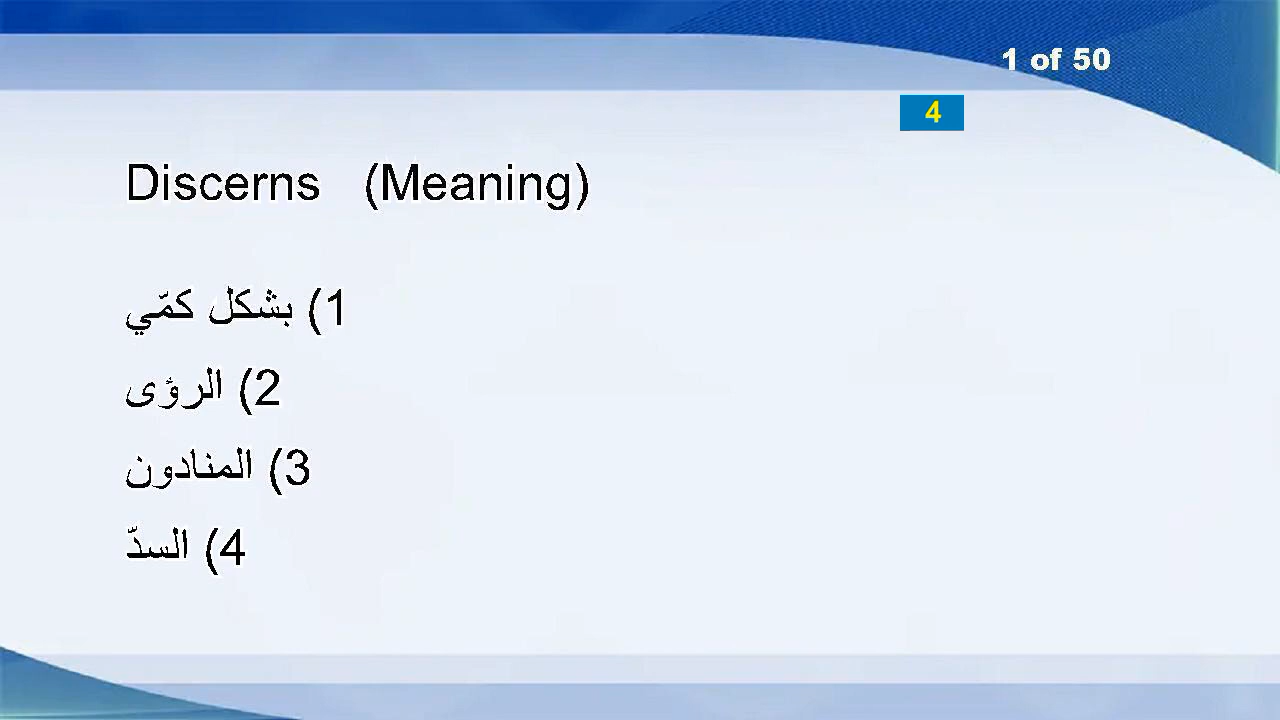 1 of 50
4
Discerns (Meaning)
1) بشكل كمّي
2) الرؤى
3) المنادون
4) السدّ